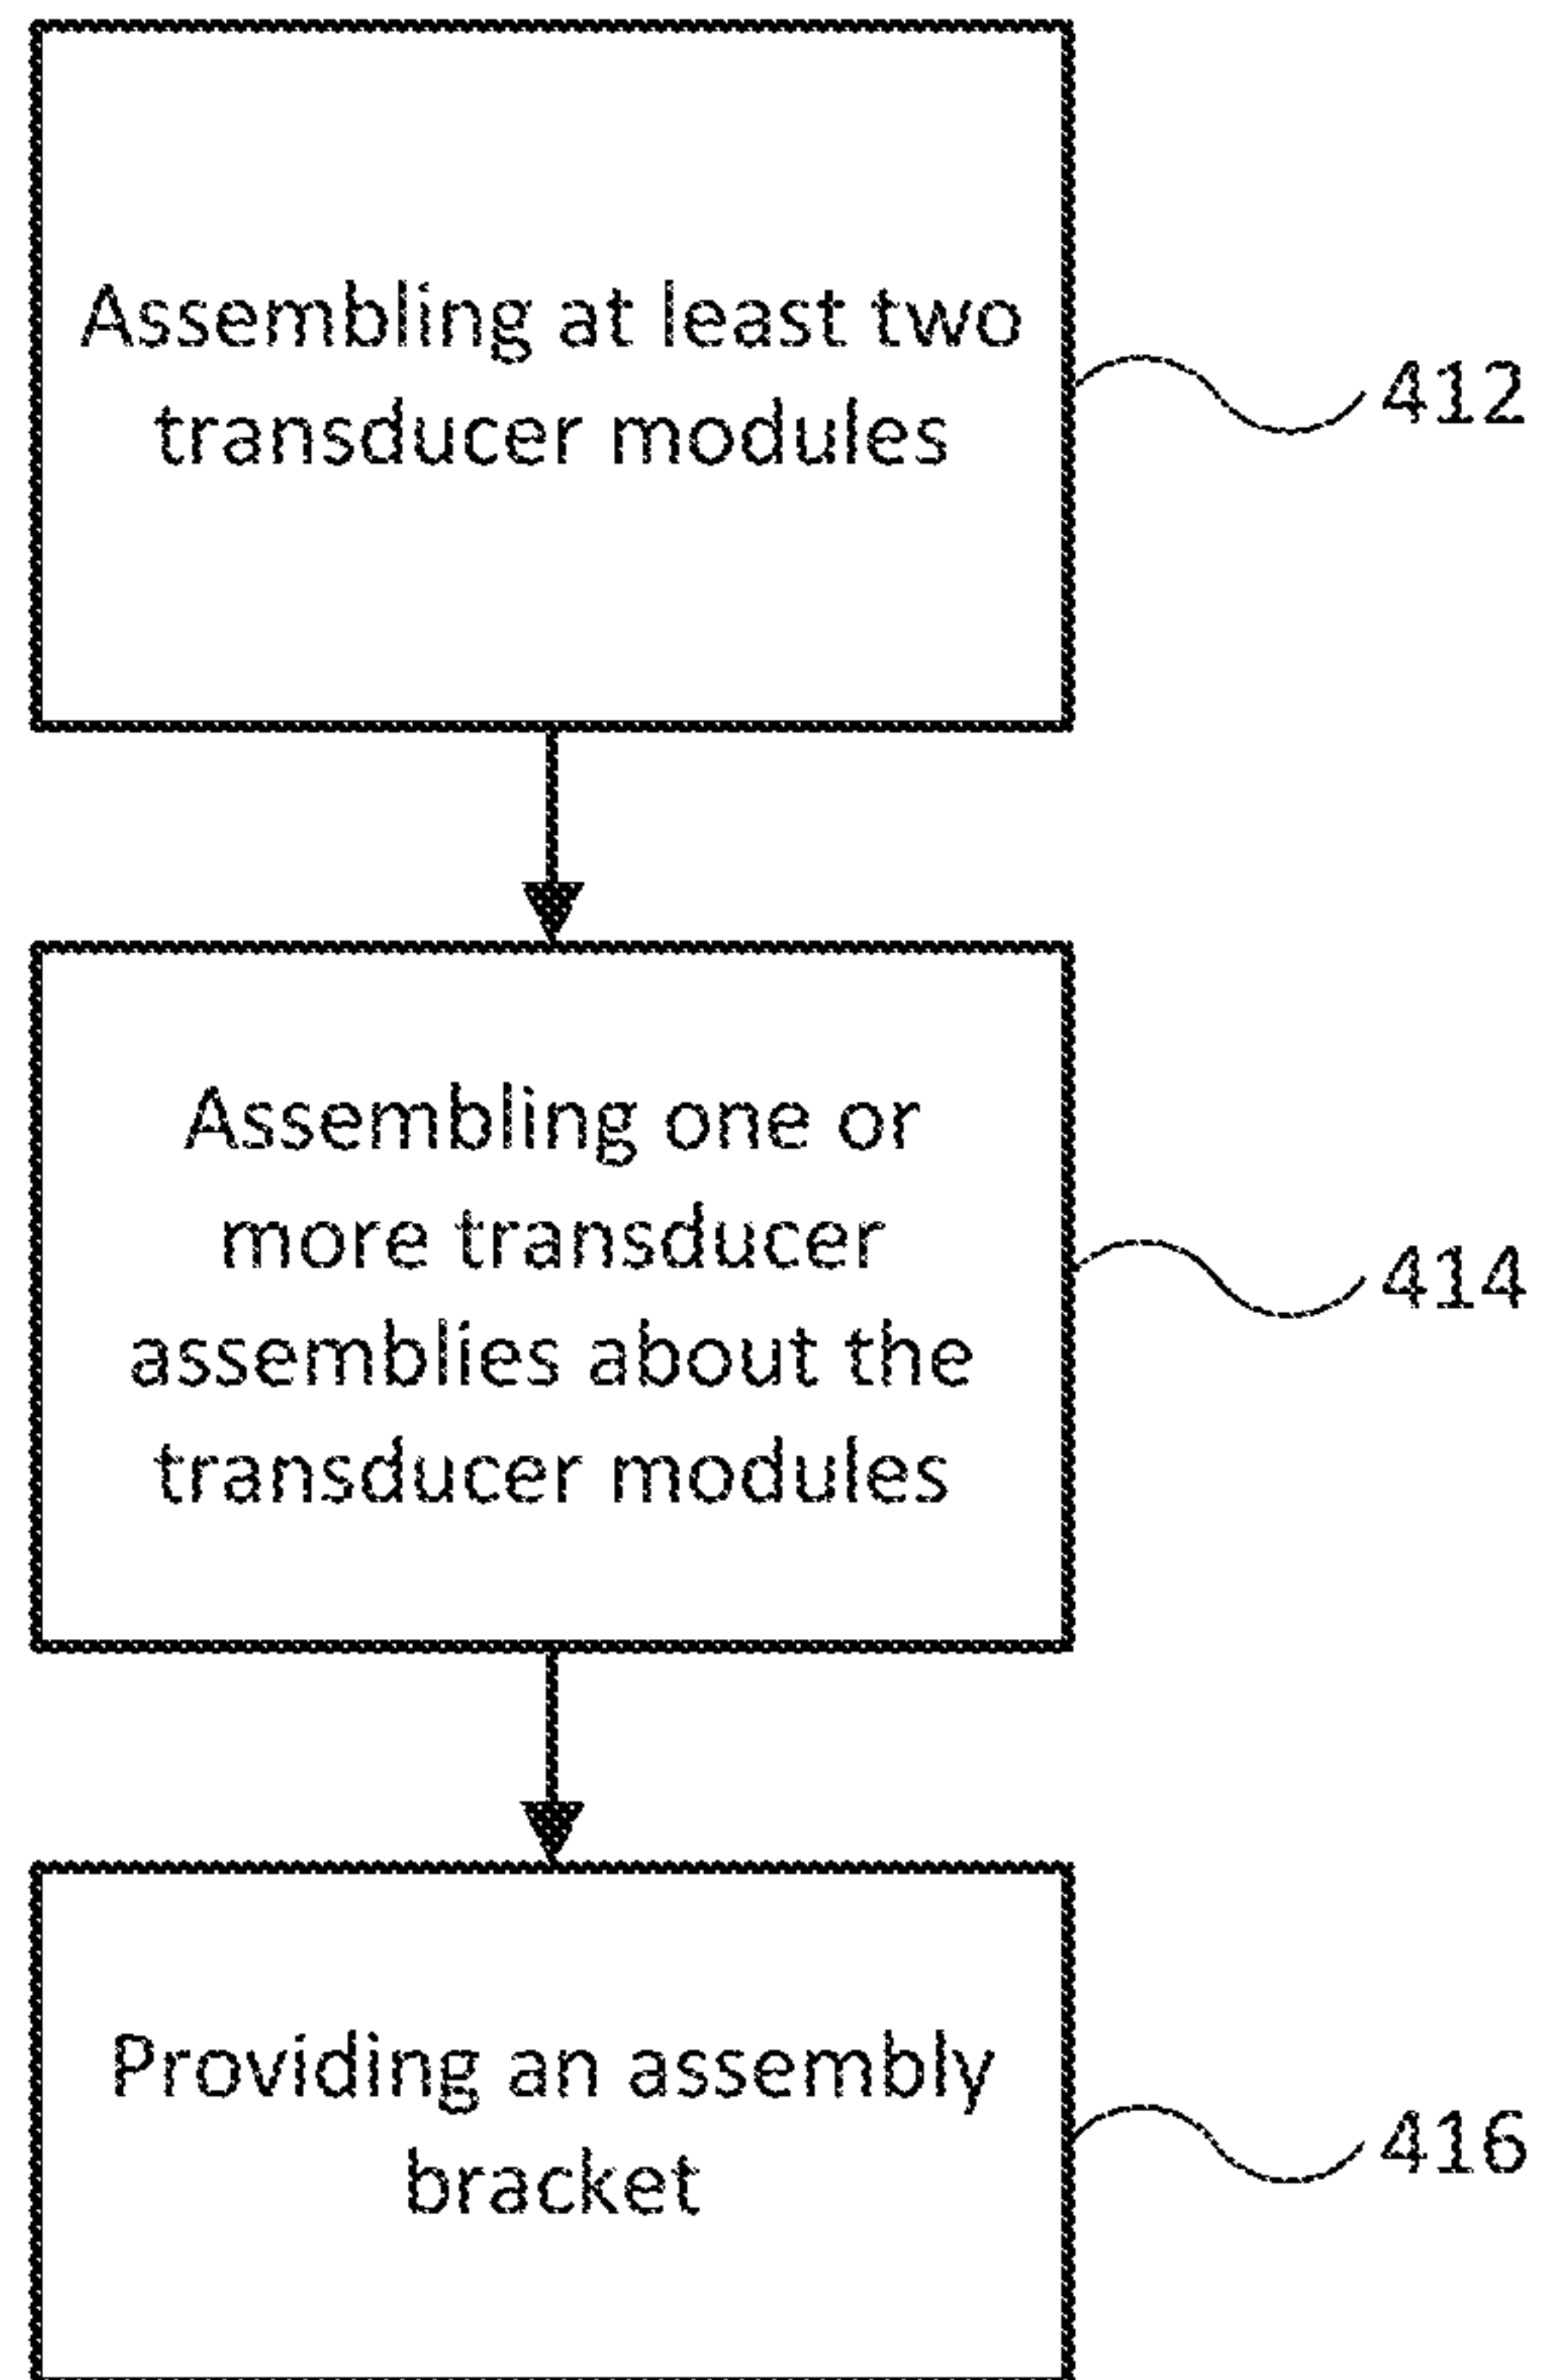 Assembling at least two
transducer modules
412
Assembling one or
more transducer
assemblies about the
transducer modules
414
Providing an assembly
bracket
416